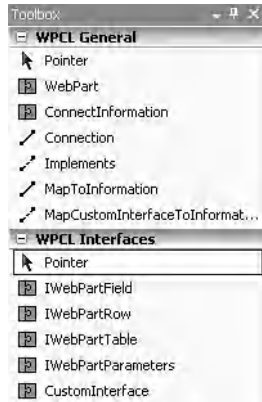 Toolbox
WPCL General
Pointer
WebPart
ConnectInformation
Connection
Implements
MapToInformation
MapCustomInterfaceToInformat...
WPCL Interfaces
Pointer
IWebPartField
IWebPartRow
IWebPartTable
IWebPartParameters
CustomInterface